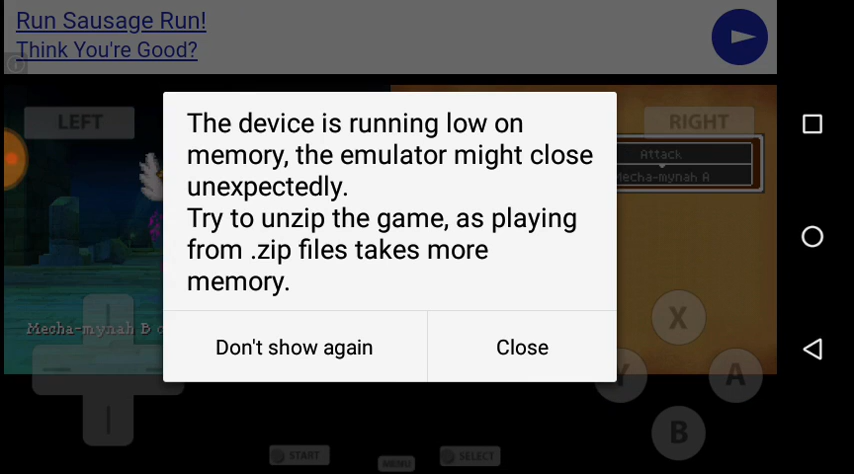 Run Sausage Run!
Think You're Good?
LEFT
RIGHT
The device is running low on
memory, the emulator might close
unexpectedly.
Try to unzip the game, as playing
from .zip files takes more
memory.
Attack
Mecha-mynah A
Mecha-mynah B
Don't show again
Close
X
Y
A
B
START
MENU
SELECT